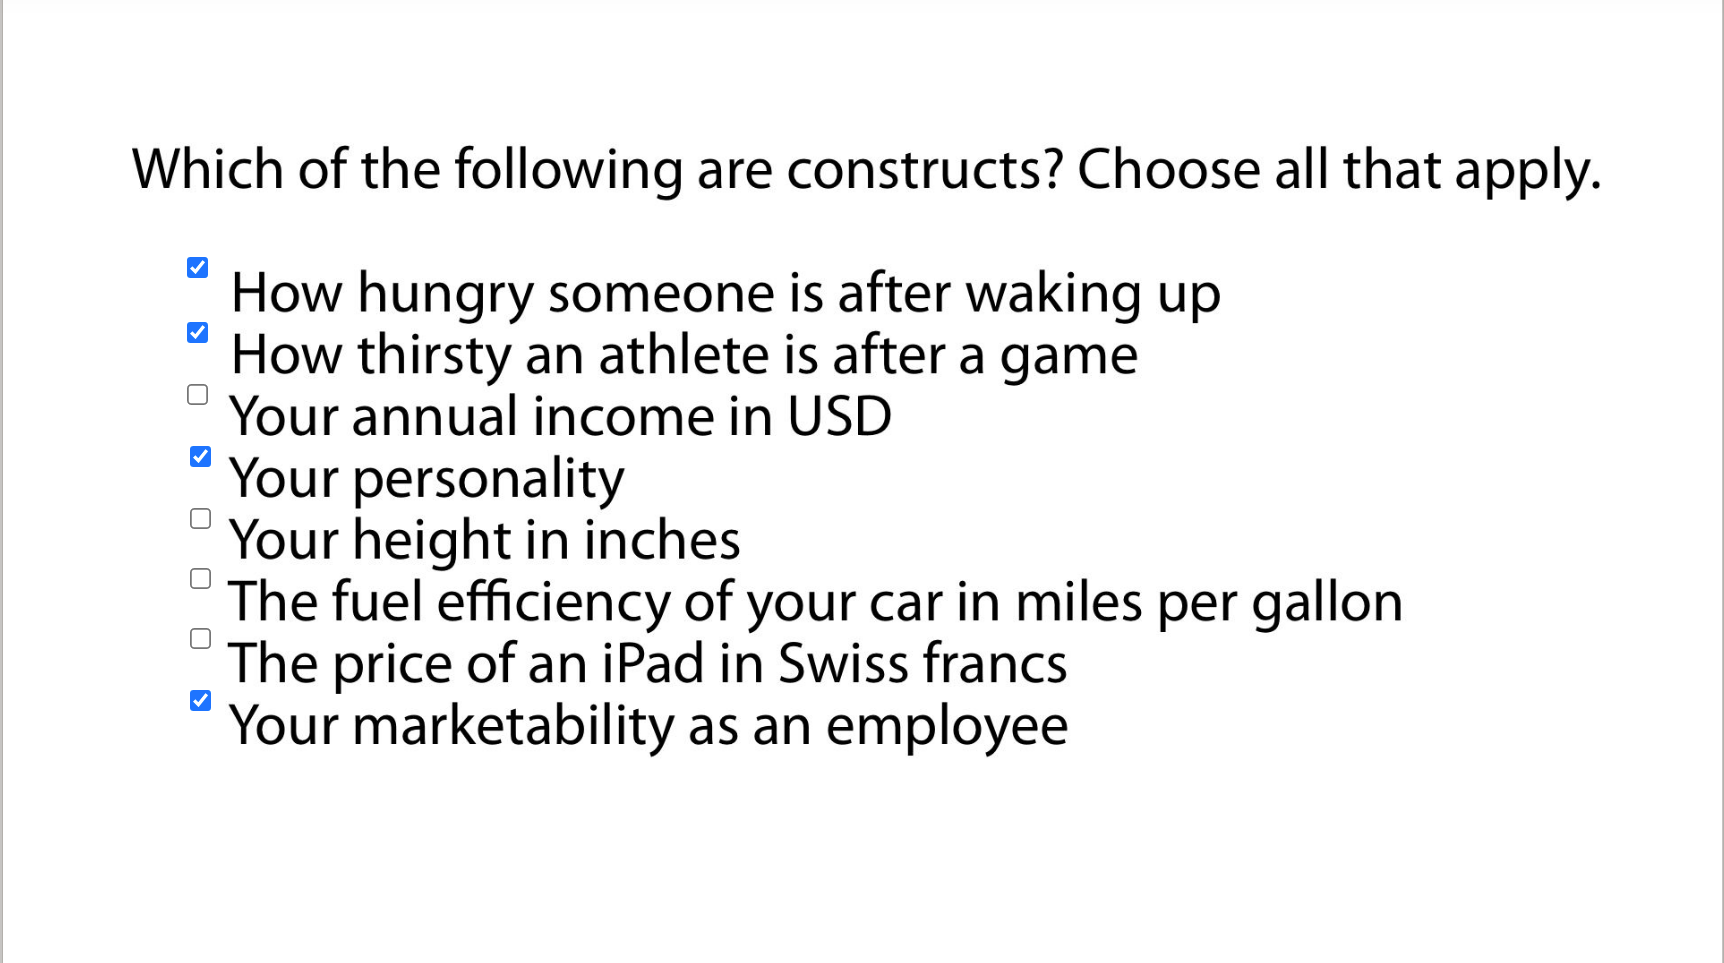 Which of the following are constructs? Choose all that apply.
How hungry someone is after waking up
How thirsty an athlete is after a game
Your annual income in USD
Your personality
Your height in inches
The fuel efficiency of your car in miles per gallon
The price of an iPad in Swiss francs
Your marketability as an employee